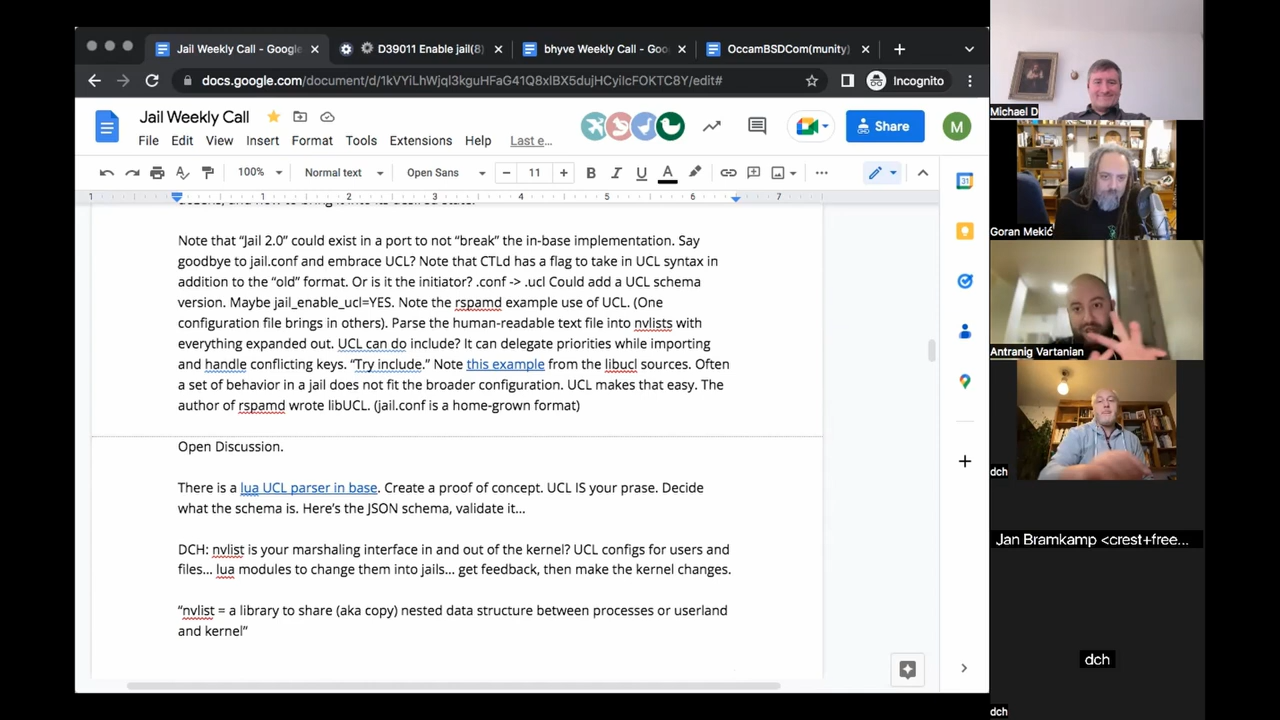 Jail Weekly Call - Google
D39011 Enable jail(8)
bhyve Weekly Call - Goo
OccamBSDCom(munity)
docs.google.com/document/d/1kVYiLhWjqI3kguHFaG41Q8xIBX5dujHCyiIcFOKTC8Y/edit#
Incognito
Jail Weekly Call
File Edit View Insert Format Tools Extensions Help Last e...
Share
M
100% Normal text Open Sans 11 B I U A
1 1 2 3 4 5 6 7
Note that “Jail 2.0” could exist in a port to not “break” the in-base implementation. Say
goodbye to jail.conf and embrace UCL? Note that CTLd has a flag to take in UCL syntax in
addition to the “old” format. Or is it the initiator? .conf -> .ucl Could add a UCL schema
version. Maybe jail_enable_ucl=YES. Note the rspamd example use of UCL. (One
configuration file brings in others). Parse the human-readable text file into nvlists with
everything expanded out. UCL can do include? It can delegate priorities while importing
and handle conflicting keys. “Try include.” Note this example from the libucl sources. Often
a set of behavior in a jail does not fit the broader configuration. UCL makes that easy. The
author of rspamd wrote libUCL. (jail.conf is a home-grown format)
Open Discussion.
There is a lua UCL parser in base. Create a proof of concept. UCL IS your prase. Decide
what the schema is. Here’s the JSON schema, validate it...
DCH: nvlist is your marshaling interface in and out of the kernel? UCL configs for users and
files... lua modules to change them into jails... get feedback, then make the kernel changes.
“nvlist = a library to share (aka copy) nested data structure between processes or userland
and kernel”
Michael D
Goran Mekić
Antranig Vartanian
dch
Jan Bramkamp <crest+free...
dch
dch